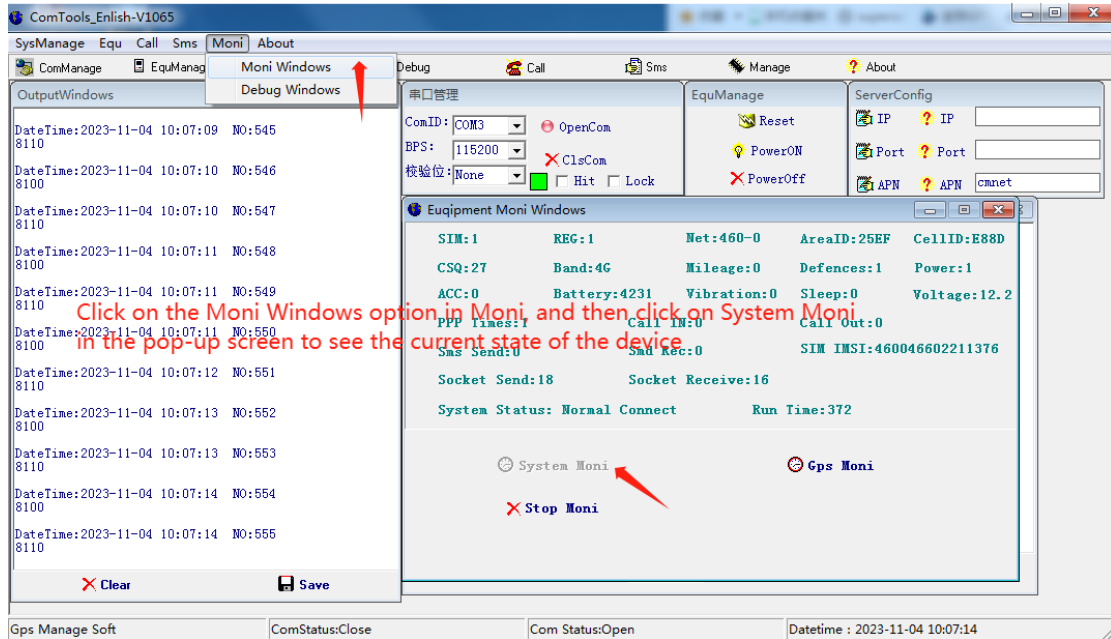 ComTools_Enlish-V1065
SysManage Equ Call Sms Moni About
ComManage EquManag Debug Call Sms Manage About
Moni Windows
Debug Windows
OutputWindows
DateTime:2023-11-04 10:07:09 NO:545
8110
DateTime:2023-11-04 10:07:10 NO:546
8100
DateTime:2023-11-04 10:07:10 NO:547
8110
DateTime:2023-11-04 10:07:11 NO:548
8100
DateTime:2023-11-04 10:07:11 NO:549
8110
DateTime:2023-11-04 10:07:11 NO:550
8100
DateTime:2023-11-04 10:07:12 NO:551
8110
DateTime:2023-11-04 10:07:13 NO:552
8100
DateTime:2023-11-04 10:07:13 NO:553
8110
DateTime:2023-11-04 10:07:14 NO:554
8100
DateTime:2023-11-04 10:07:14 NO:555
8110
Clear Save
串口管理
ComID: COM3 OpenCom
BPS: 115200 ClsCom
校验位: None Hit Lock
EquManage
Reset
PowerON
PowerOff
ServerConfig
IP ? IP
Port ? Port
APN ? APN cmnet
Euqipment Moni Windows
SIM:1 REG:1 Net:460-0 AreaID:25EF CellID:E88D
CSQ:27 Band:4G Mileage:0 Defences:1 Power:1
ACC:0 Battery:4231 Vibration:0 Sleep:0 Voltage:12.2
PPP Times:1 Call IN:0 Call Out:0
Sms Send:0 Smd Rec:0 SIM IMSI:460046602211376
Socket Send:18 Socket Receive:16
System Status: Normal Connect Run Time:372
System Moni Gps Moni
Stop Moni
Click on the Moni Windows option in Moni, and then click on System Moni
in the pop-up screen to see the current state of the device
Gps Manage Soft ComStatus:Close Com Status:Open Datetime : 2023-11-04 10:07:14